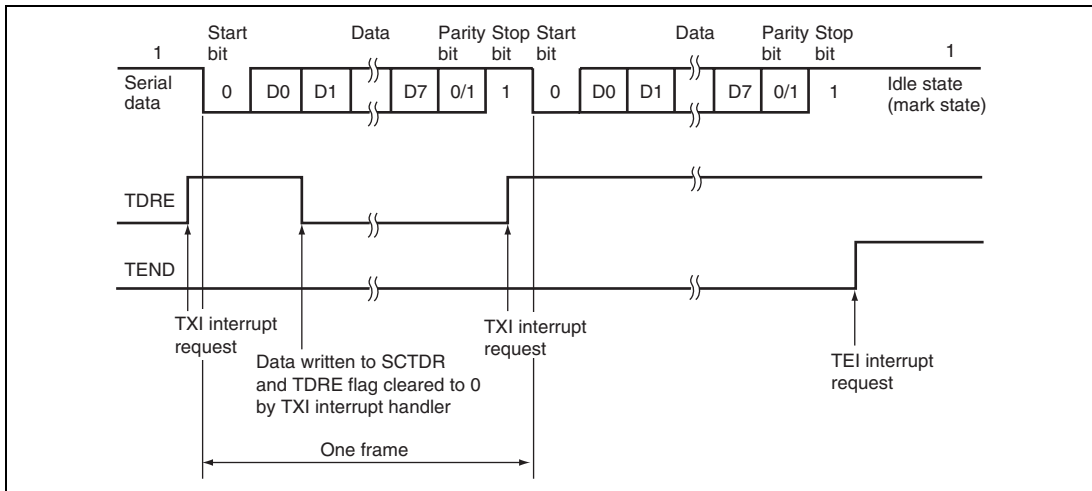 Start bit
Data
Parity bit
Stop bit
Start bit
Data
Parity bit
Stop bit
1
1
Serial data
0
D0
D1
D7
0/1
1
0
D0
D1
D7
0/1
1
Idle state
(mark state)
TDRE
TEND
TXI interrupt
request
Data written to SCTDR
and TDRE flag cleared to 0
by TXI interrupt handler
TXI interrupt
request
TEI interrupt
request
One frame